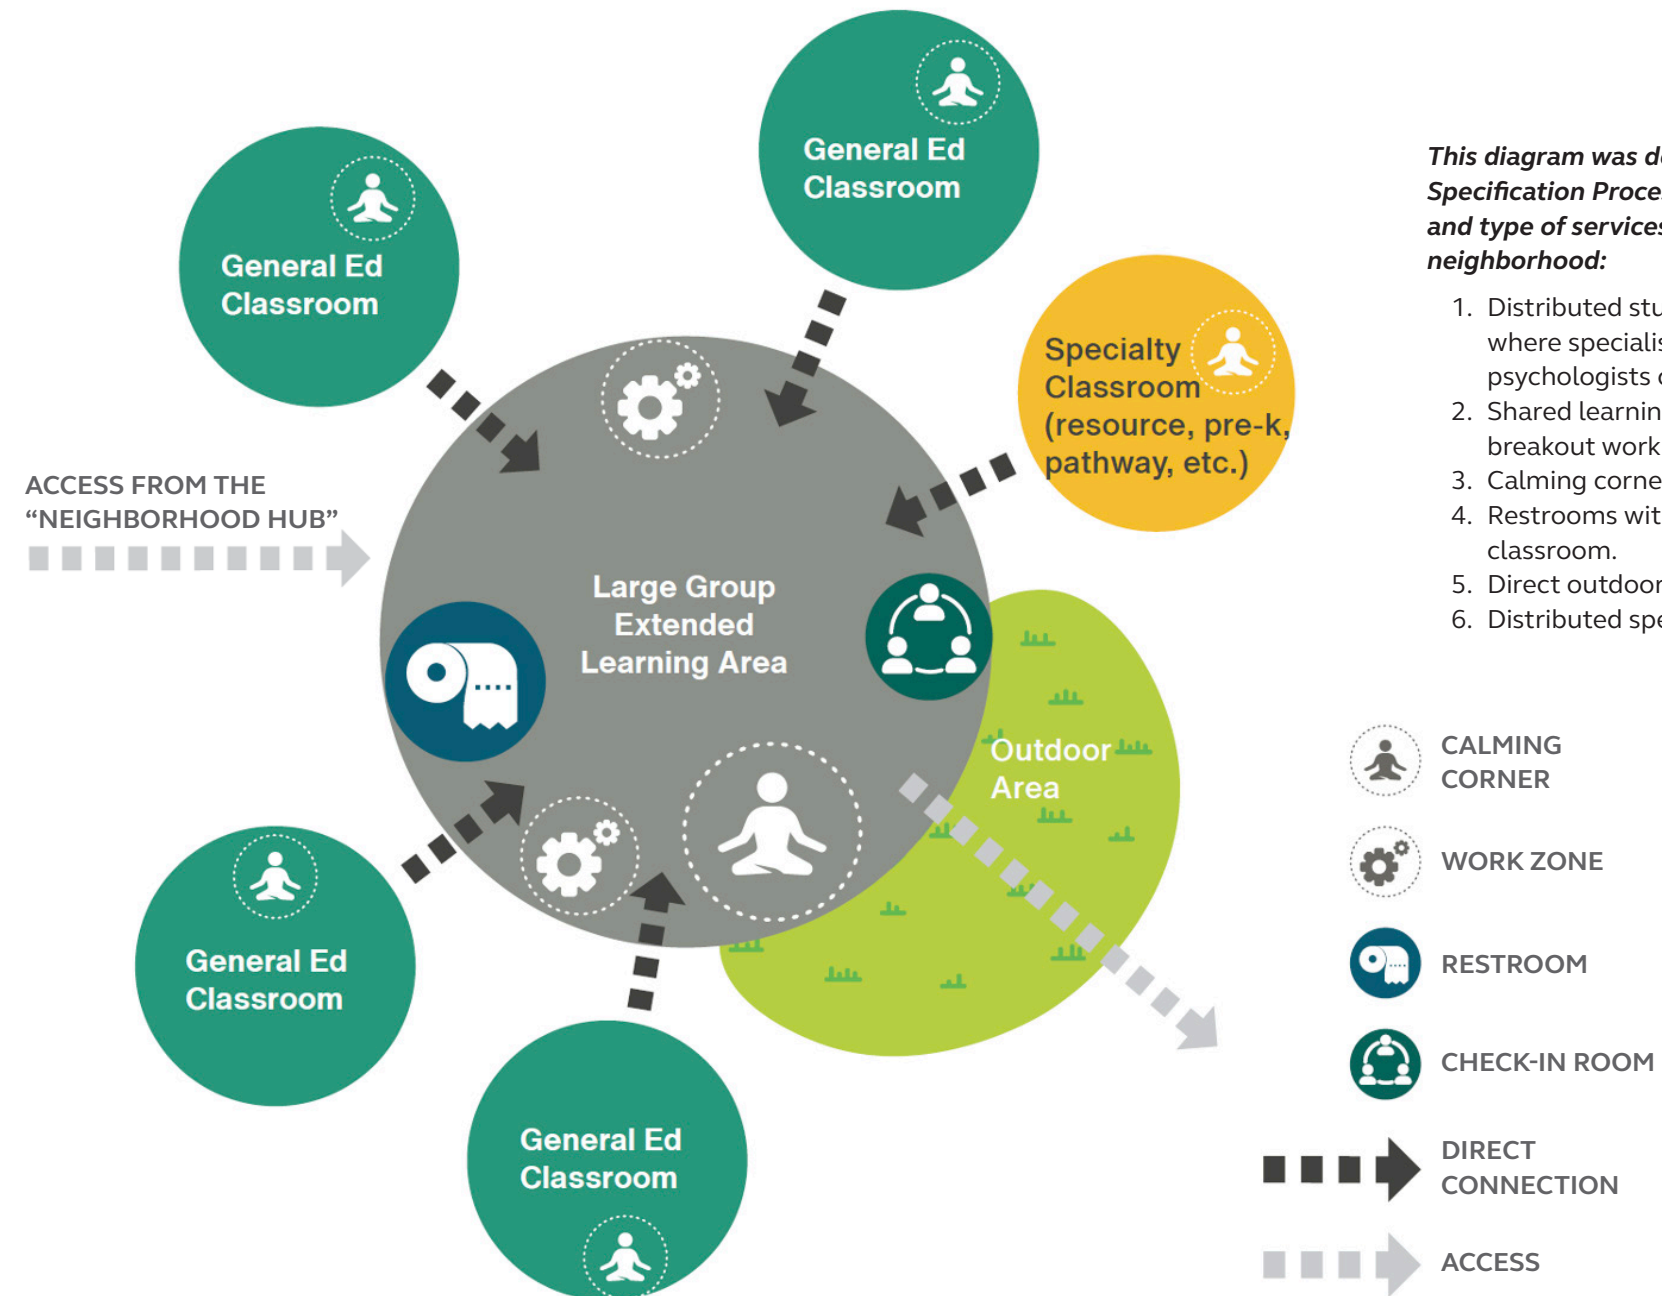 General Ed
Classroom
General Ed
Classroom
Specialty
Classroom
(resource, pre-k,
pathway, etc.)
ACCESS FROM THE
“NEIGHBORHOOD HUB”
Large Group
Extended
Learning Area
Outdoor
Area
General Ed
Classroom
General Ed
Classroom
This diagram was d
Specification Proces
and type of services
neighborhood:
1. Distributed stu
where specialis
psychologists o
2. Shared learnin
breakout work
3. Calming corne
4. Restrooms wit
classroom.
5. Direct outdoor
6. Distributed spe
CALMING
CORNER
WORK ZONE
RESTROOM
CHECK-IN ROOM
DIRECT
CONNECTION
ACCESS